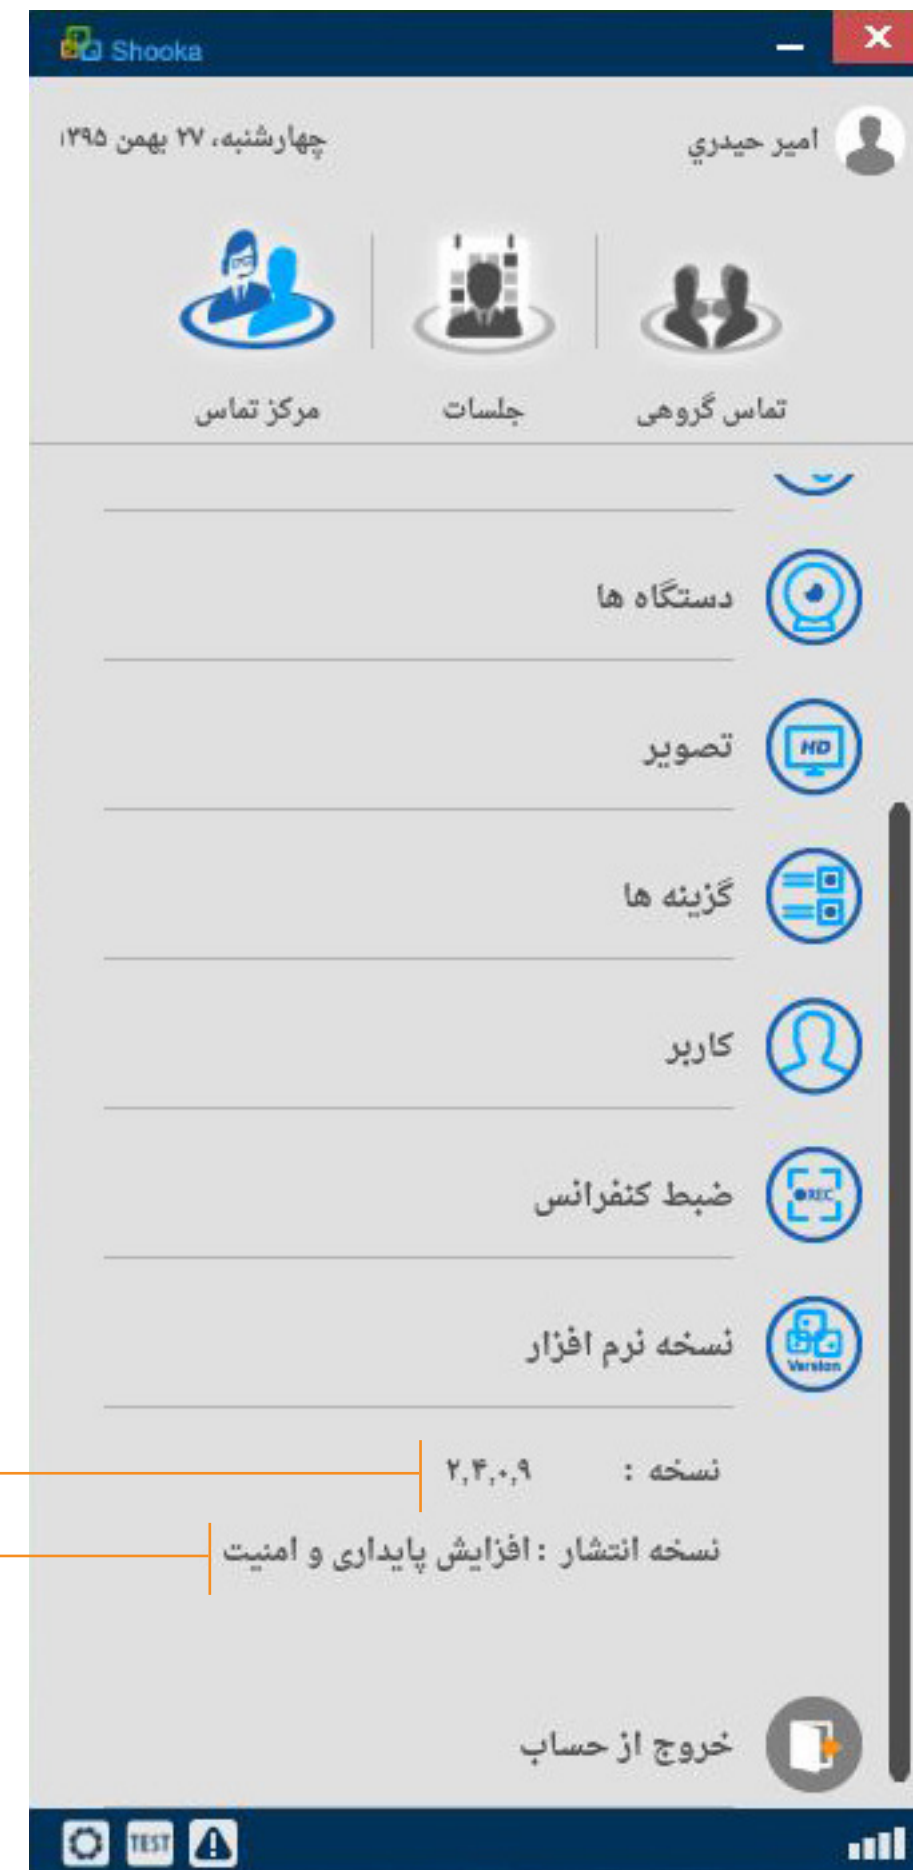 Shooka
امیر حیدري
چهارشنبه، ۲۷ بهمن ۱۳۹۵
تماس گروهی
جلسات
مرکز تماس
دستگاه ها
HD
تصویر
گزینه ها
کاربر
REC
ضبط کنفرانس
Version
نسخه نرم افزار
نسخه : ۲,۴,۰,۹
نسخه انتشار : افزایش پایداری و امنیت
خروج از حساب
TEST